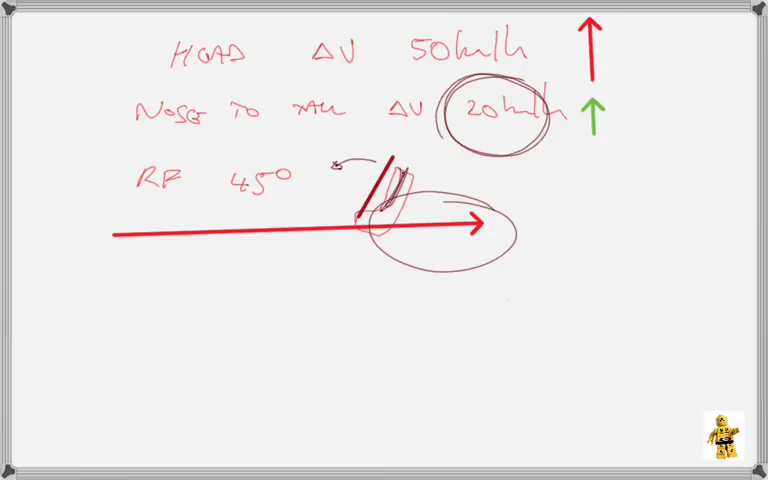 HEAD ΔV 50km/h
NOSE TO TAIL ΔV 20km/h
RF 45°